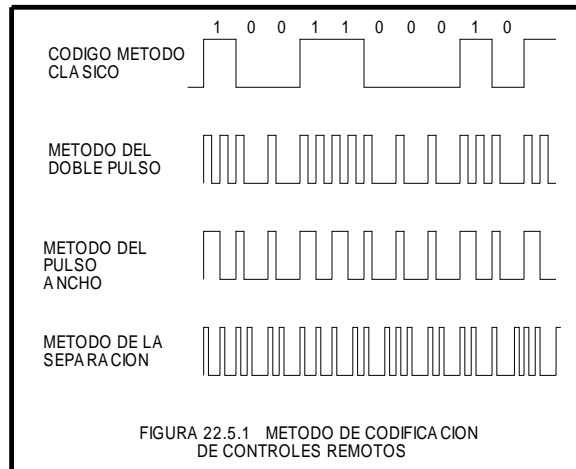 1 0 0 1 1 0 0 0 1 0
CODIGO METODO
CLASICO
METODO DEL
DOBLE PULSO
METODO DEL
PULSO
ANCHO
METODO DE LA
SEPARACION
FIGURA 22.5.1 METODO DE CODIFICACION
DE CONTROLES REMOTOS